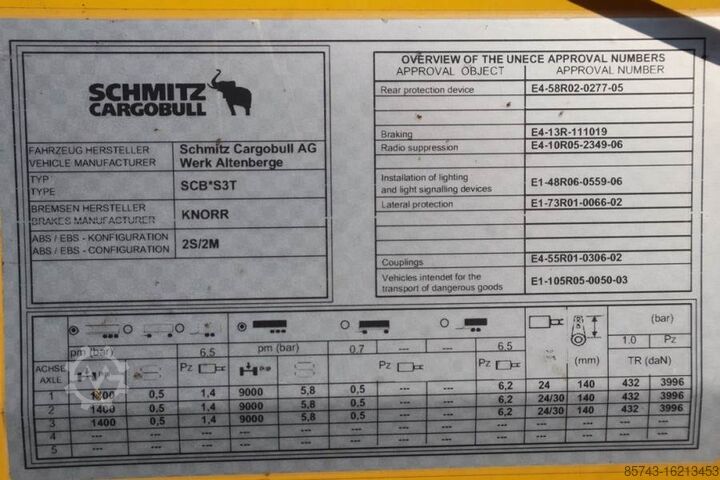 SCHMITZ
CARGOBULL
FAHRZEUG HERSTELLER
VEHICLE MANUFACTURER
Schmitz Cargobull AG
Werk Altenberge
TYP
TYPE
SCB*S3T
BREMSEN HERSTELLER
BRAKES MANUFACTURER
KNORR
ABS / EBS - KONFIGURATION
ABS / EBS - CONFIGURATION
2S/2M
OVERVIEW OF THE UNECE APPROVAL NUMBERS
APPROVAL OBJECT APPROVAL NUMBER
Rear protection device E4-58R02-0277-05
Braking E4-13R-111019
Radio suppression E4-10R05-2349-06
Installation of lighting
and light signalling devices E1-48R06-0559-06
Lateral protection E1-73R01-0066-02
Couplings E4-55R01-0306-02
Vehicles intendet for the
transport of dangerous goods E1-105R05-0050-03
(bar)
pm (bar) 6.5 pm (bar) 0.7 --- --- 6.5 1.0 Pz
ACHSE
AXLE
Pz Pz (mm) TR (daN)
1 0,5 1,4 9000 5,8 0,5 6,2 24 140 432 3996
2 1400 0,5 1,4 9000 5,8 0,5 6,2 24/30 140 432 3996
3 1400 0,5 1,4 9000 5,8 0,5 6,2 24/30 140 432 3996
4 --- --- --- --- --- --- --- --- --- --- --- ---
5 --- --- --- --- --- --- --- --- --- --- --- ---
85743-16213453